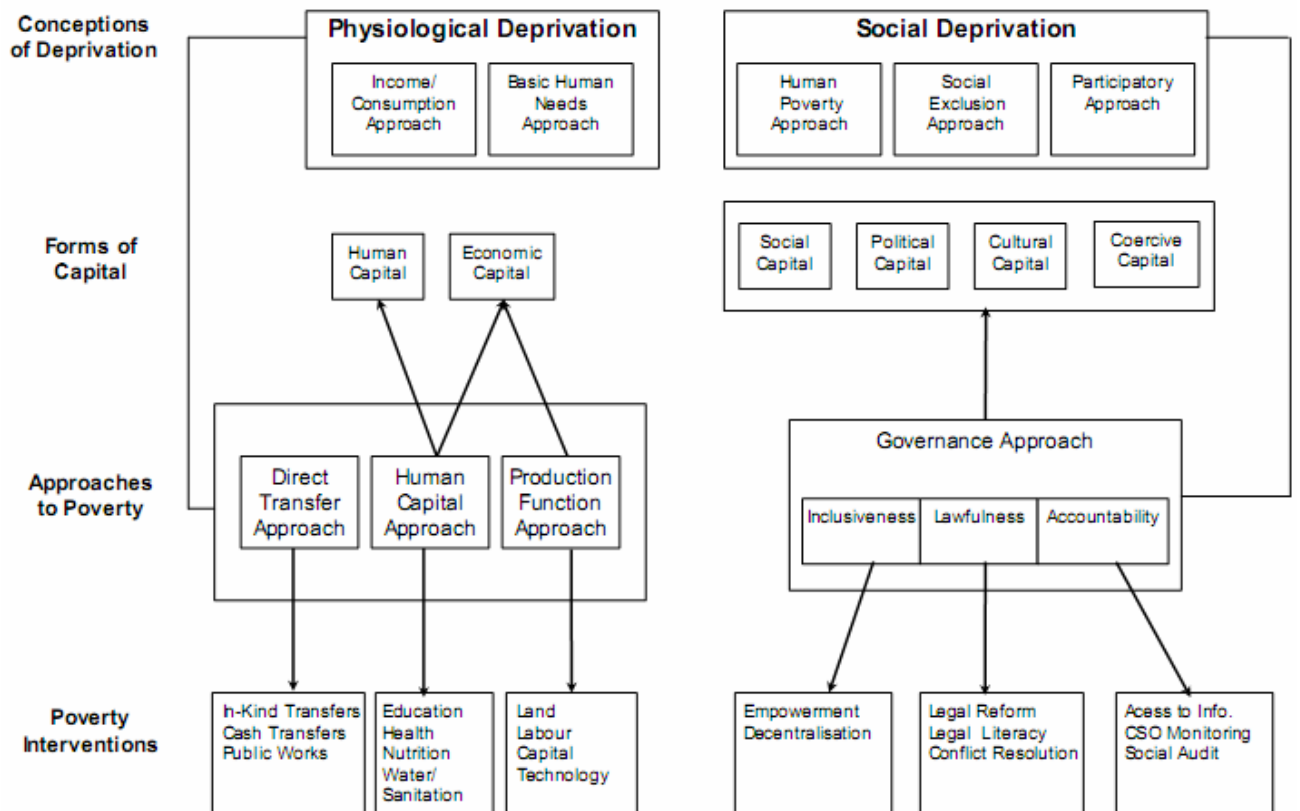 Conceptions
of Deprivation
Physiological Deprivation
Income/
Consumption
Approach
Basic Human
Needs
Approach
Social Deprivation
Human
Poverty
Approach
Social
Exclusion
Approach
Participatory
Approach
Forms of
Capital
Human
Capital
Economic
Capital
Social
Capital
Political
Capital
Cultural
Capital
Coercive
Capital
Approaches
to Poverty
Direct
Transfer
Approach
Human
Capital
Approach
Production
Function
Approach
Governance Approach
Inclusiveness
Lawfulness
Accountability
Poverty
Interventions
In-Kind Transfers
Cash Transfers
Public Works
Education
Health
Nutrition
Water/
Sanitation
Land
Labour
Capital
Technology
Empowerment
Decentralisation
Legal Reform
Legal Literacy
Conflict Resolution
Acess to Info.
CSO Monitoring
Social Audit